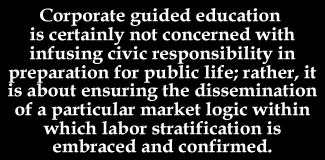 Corporate guided education
is certainly not concerned with
infusing civic responsibility in
preparation for public life; rather, it
is about ensuring the dissemination
of a particular market logic within
which labor stratification is
embraced and confirmed.